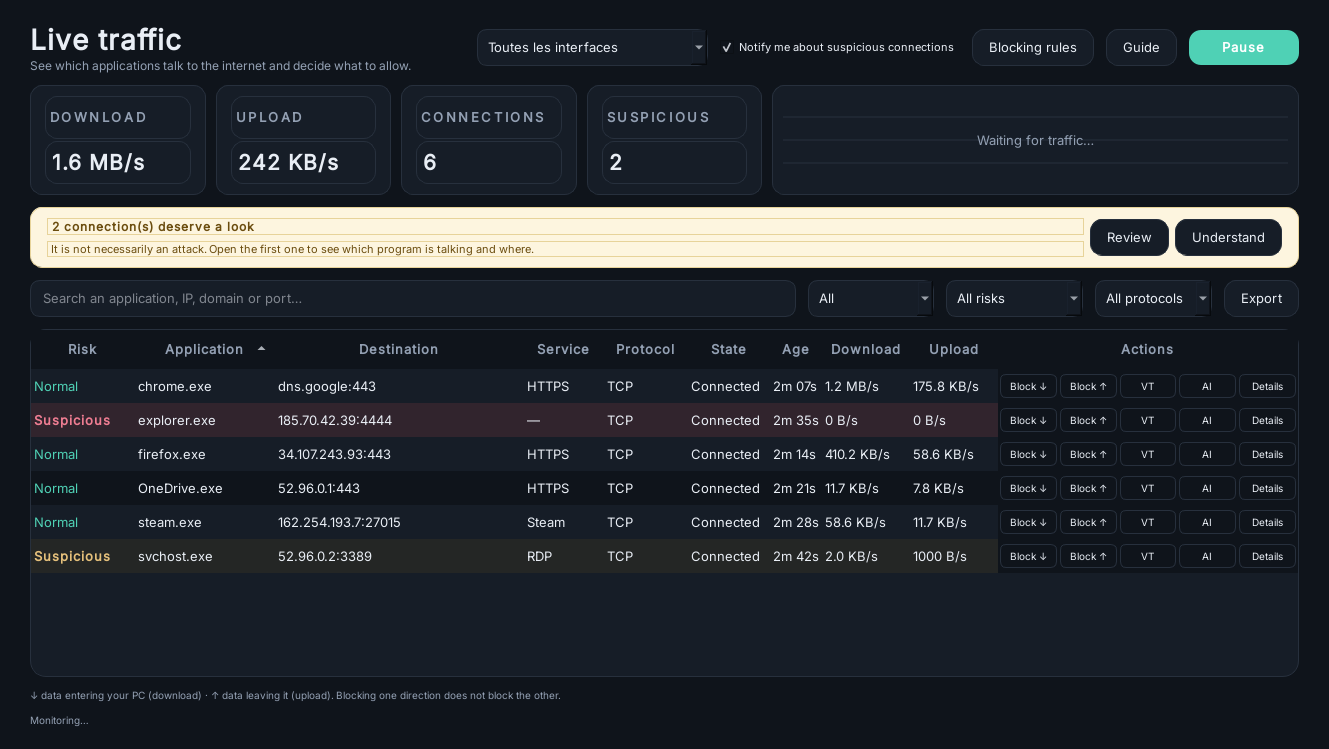 Live traffic
See which applications talk to the internet and decide what to allow.
Toutes les interfaces
✓ Notify me about suspicious connections
Blocking rules
Guide
Pause
DOWNLOAD
1.6 MB/s
UPLOAD
242 KB/s
CONNECTIONS
6
SUSPICIOUS
2
Waiting for traffic...
2 connection(s) deserve a look
It is not necessarily an attack. Open the first one to see which program is talking and where.
Review
Understand
Search an application, IP, domain or port...
All
All risks
All protocols
Export
Risk Application Destination Service Protocol State Age Download Upload Actions
Normal chrome.exe dns.google:443 HTTPS TCP Connected 2m 07s 1.2 MB/s 175.8 KB/s Block ↓ Block ↑ VT AI Details
Suspicious explorer.exe 185.70.42.39:4444 — TCP Connected 2m 35s 0 B/s 0 B/s Block ↓ Block ↑ VT AI Details
Normal firefox.exe 34.107.243.93:443 HTTPS TCP Connected 2m 14s 410.2 KB/s 58.6 KB/s Block ↓ Block ↑ VT AI Details
Normal OneDrive.exe 52.96.0.1:443 HTTPS TCP Connected 2m 21s 11.7 KB/s 7.8 KB/s Block ↓ Block ↑ VT AI Details
Normal steam.exe 162.254.193.7:27015 Steam TCP Connected 2m 28s 58.6 KB/s 11.7 KB/s Block ↓ Block ↑ VT AI Details
Suspicious svchost.exe 52.96.0.2:3389 RDP TCP Connected 2m 42s 2.0 KB/s 1000 B/s Block ↓ Block ↑ VT AI Details
↓ data entering your PC (download) · ↑ data leaving it (upload). Blocking one direction does not block the other.
Monitoring...